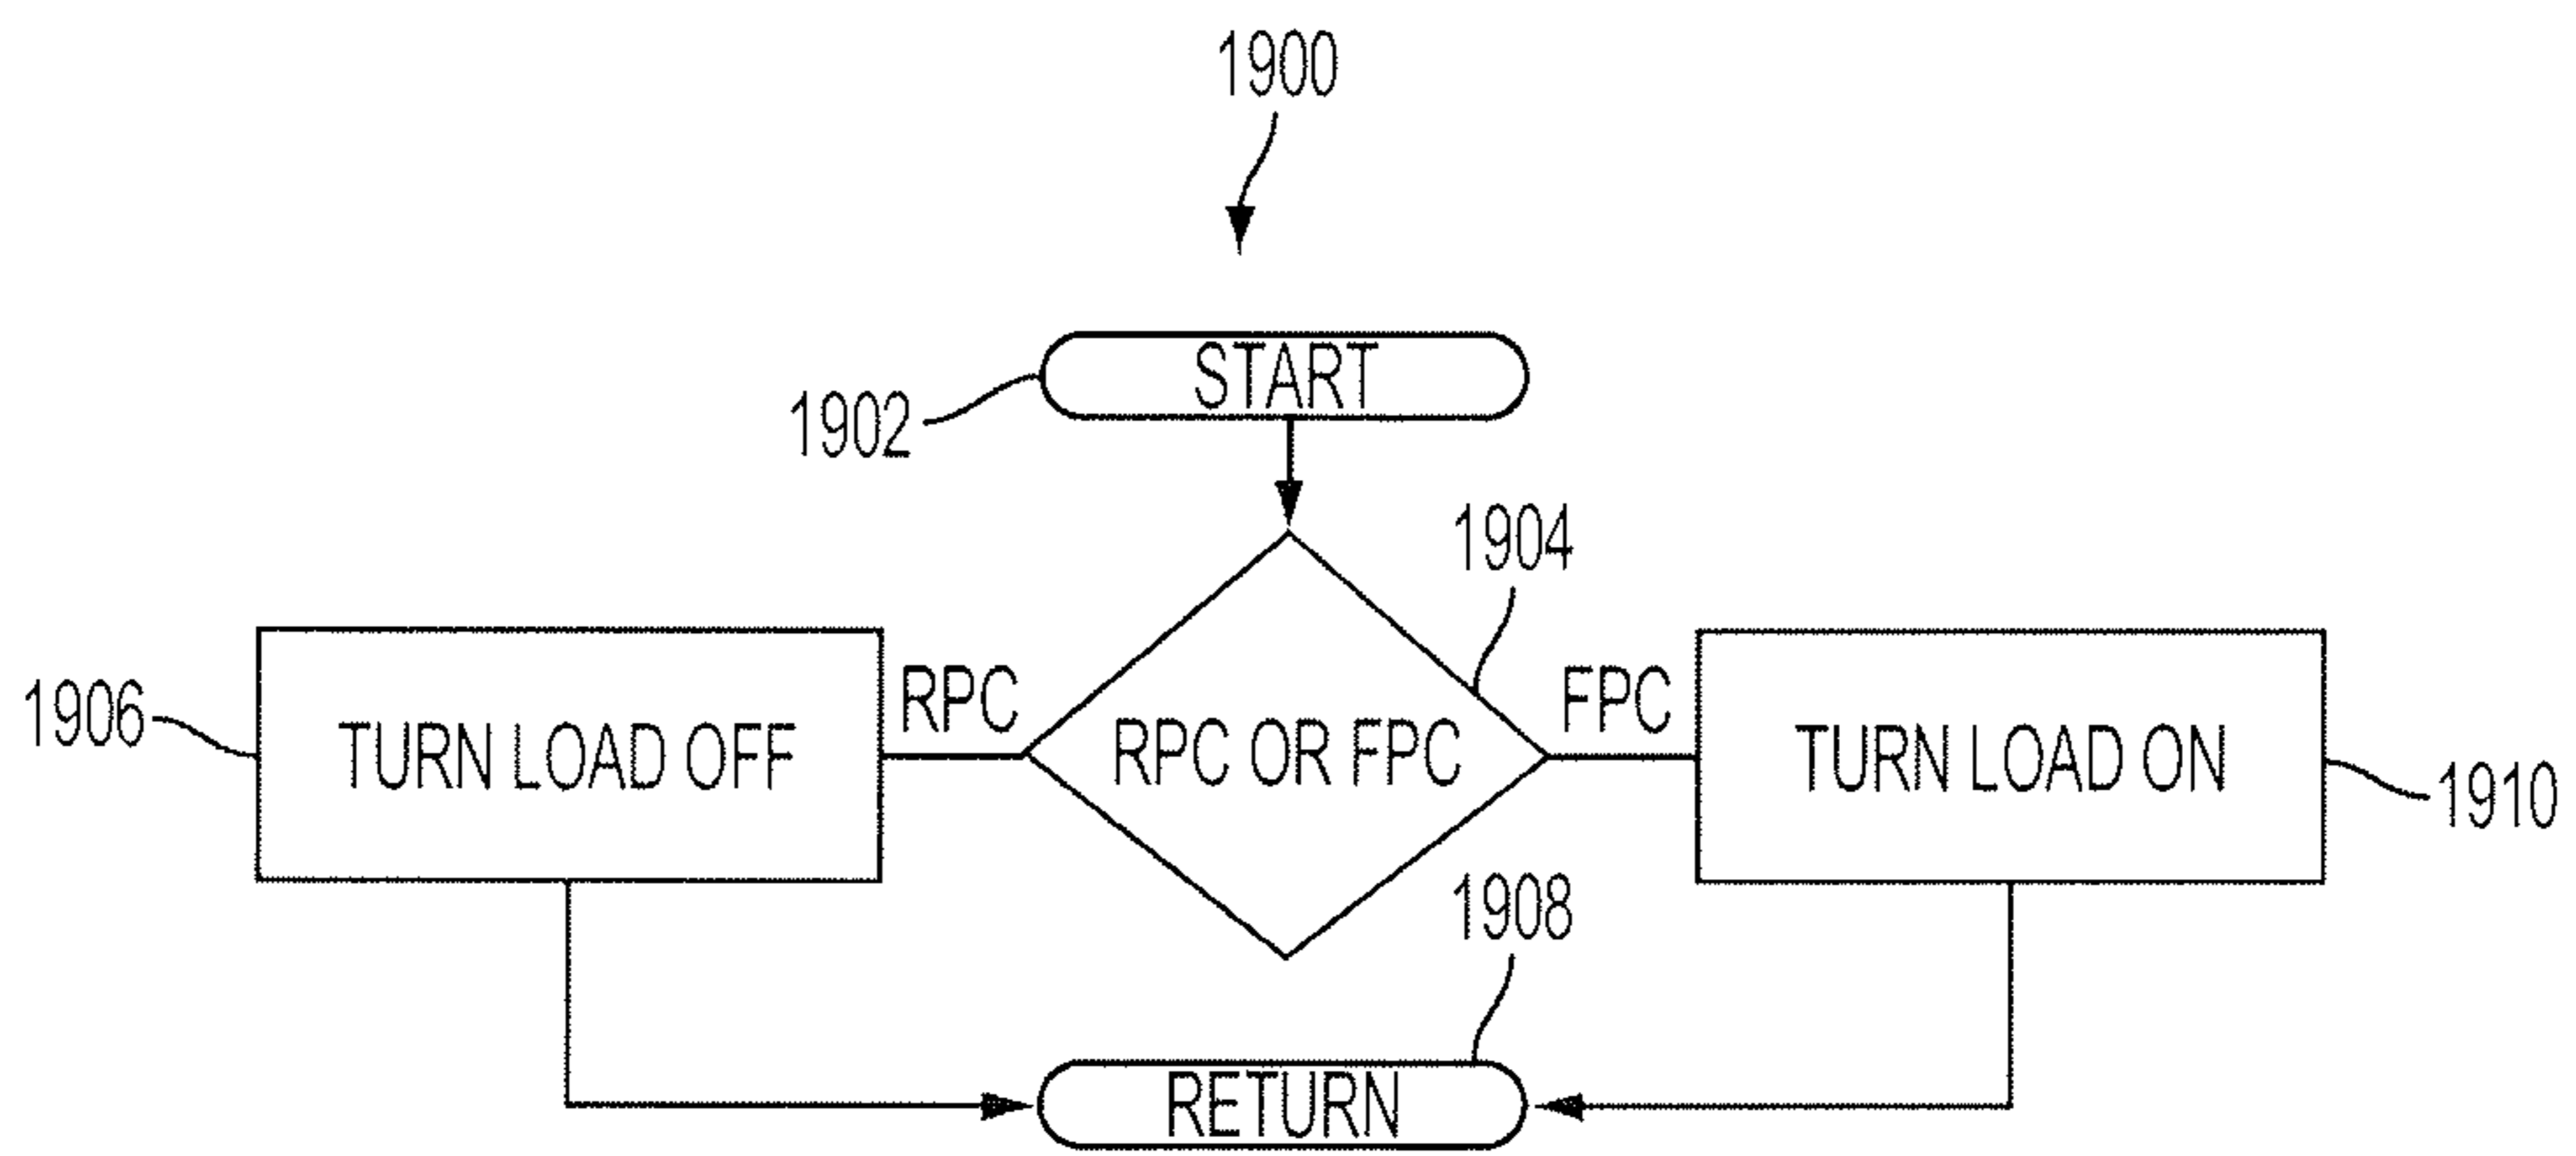 1900
START
1902
1904
RPC
FPC
1906
TURN LOAD OFF
RPC OR FPC
TURN LOAD ON
1910
1908
RETURN